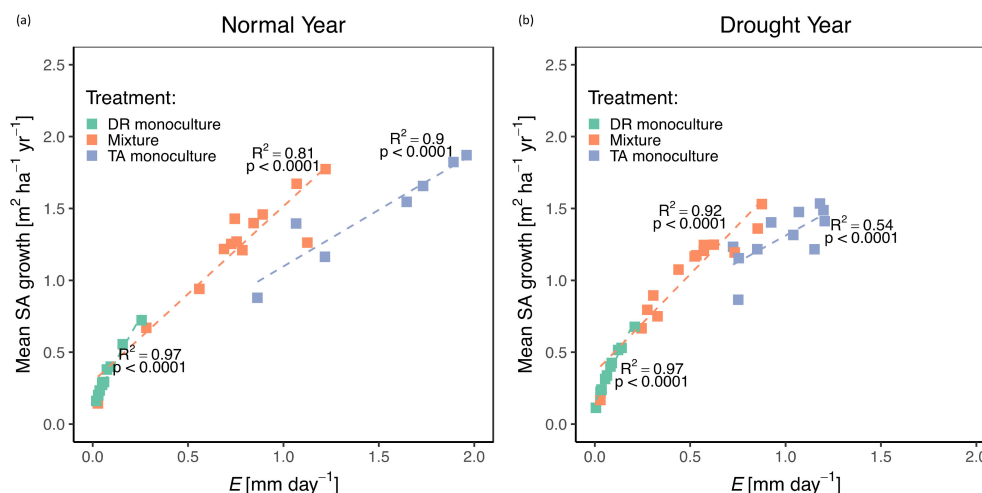 (a)
Normal Year
2.5
2.0
1.5
1.0
0.5
0.0
Mean SA growth [m² ha⁻¹ yr⁻¹]
Treatment:
DR monoculture
Mixture
TA monoculture
R² = 0.81
p < 0.0001
R² = 0.9
p < 0.0001
R² = 0.97
p < 0.0001
0.0 0.5 1.0 1.5 2.0
E [mm day⁻¹]
(b)
Drought Year
2.5
2.0
1.5
1.0
0.5
0.0
Mean SA growth [m² ha⁻¹ yr⁻¹]
Treatment:
DR monoculture
Mixture
TA monoculture
R² = 0.92
p < 0.0001
R² = 0.54
p < 0.0001
R² = 0.97
p < 0.0001
0.0 0.5 1.0 1.5 2.0
E [mm day⁻¹]